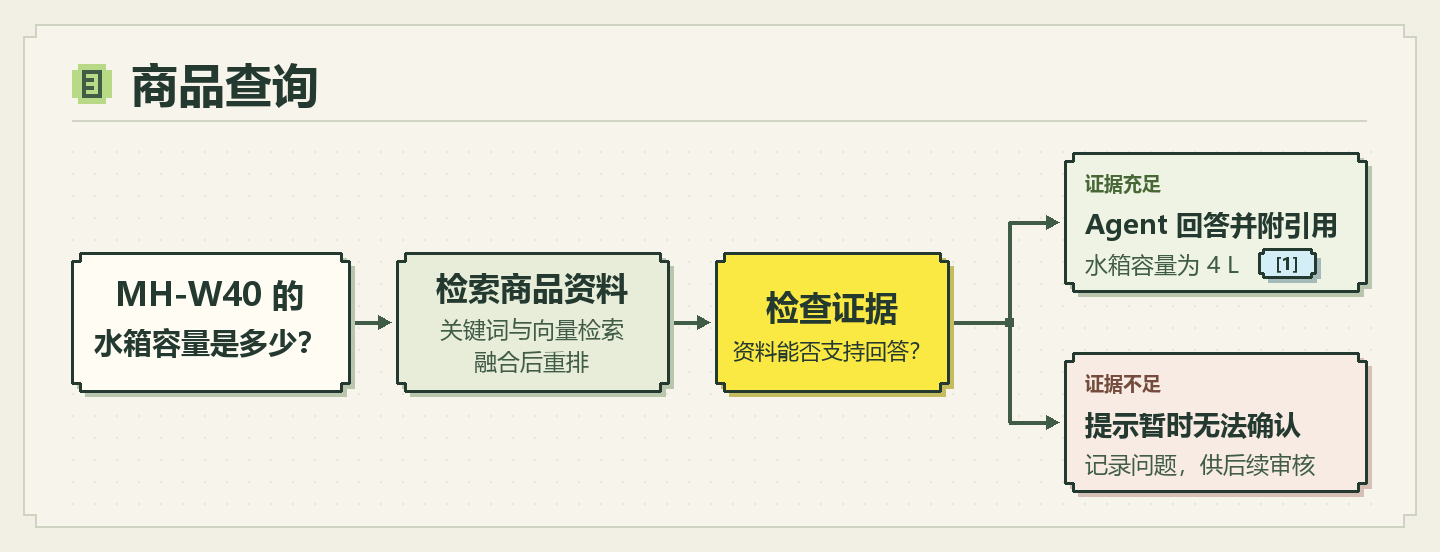 商品查询
MH-W40 的
水箱容量是多少？
检索商品资料
关键词与向量检索
融合后重排
检查证据
资料能否支持回答？
证据充足
Agent 回答并附引用
水箱容量为 4 L [1]
证据不足
提示暂时无法确认
记录问题，供后续审核